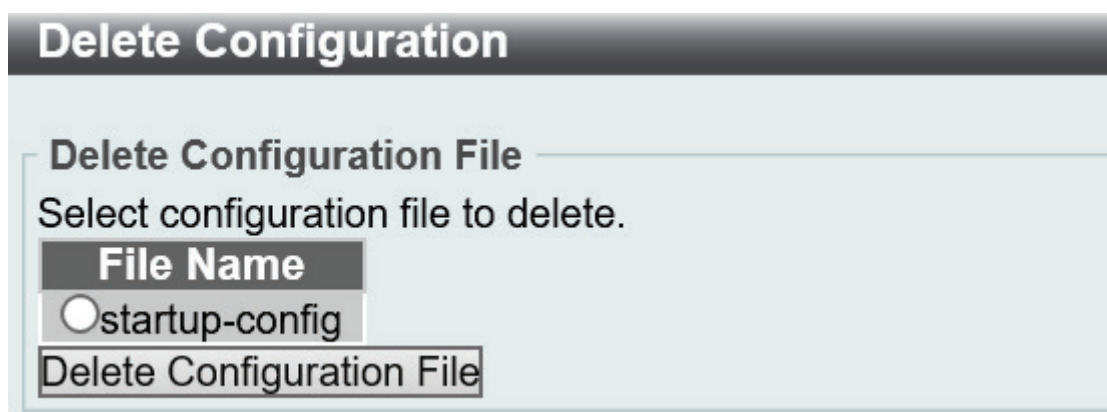 Delete Configuration
Delete Configuration File
Select configuration file to delete.
File Name
startup-config
Delete Configuration File